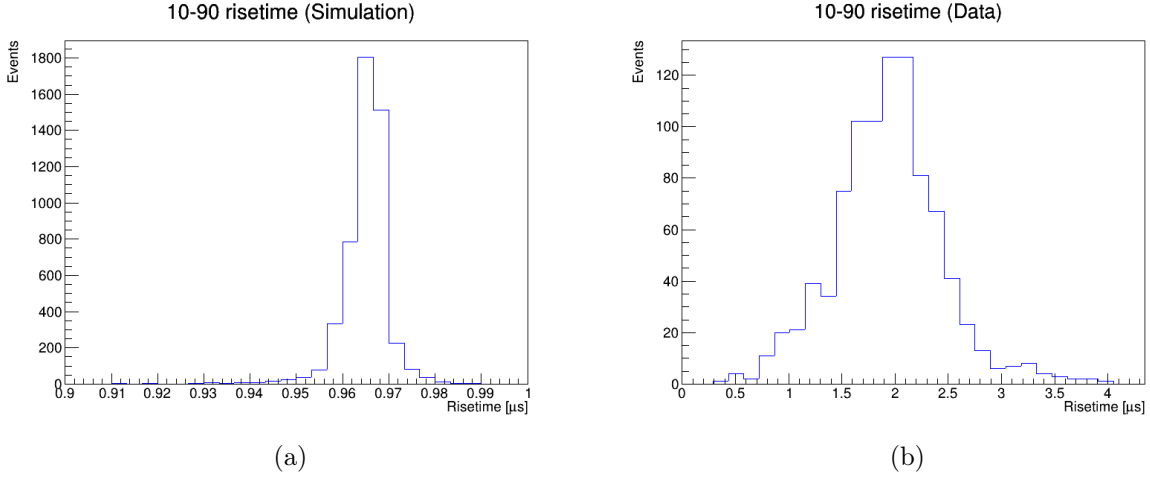 10-90 risetime (Simulation)
Events
1800
1600
1400
1200
1000
800
600
400
200
0
0.9 0.91 0.92 0.93 0.94 0.95 0.96 0.97 0.98 0.99 1
Risetime [μs]
(a)
10-90 risetime (Data)
Events
120
100
80
60
40
20
0
0 0.5 1 1.5 2 2.5 3 3.5 4
Risetime [μs]
(b)